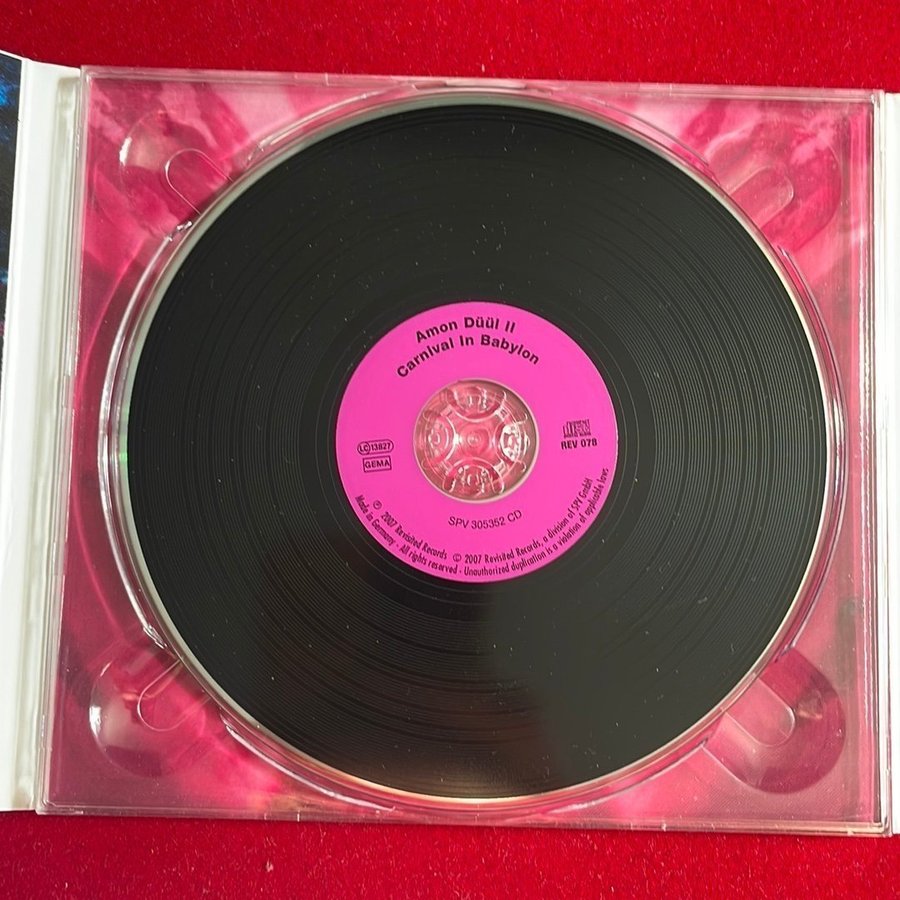 Amon Düül II
Carnival In Babylon
LC 13827
GEMA
REV 078
SPV 305352 CD
℗ 2007 Revisited Records © 2007 Revisited Records, a division of SPV GmbH
Made in Germany - All rights reserved - Unauthorized duplication is a violation of applicable laws